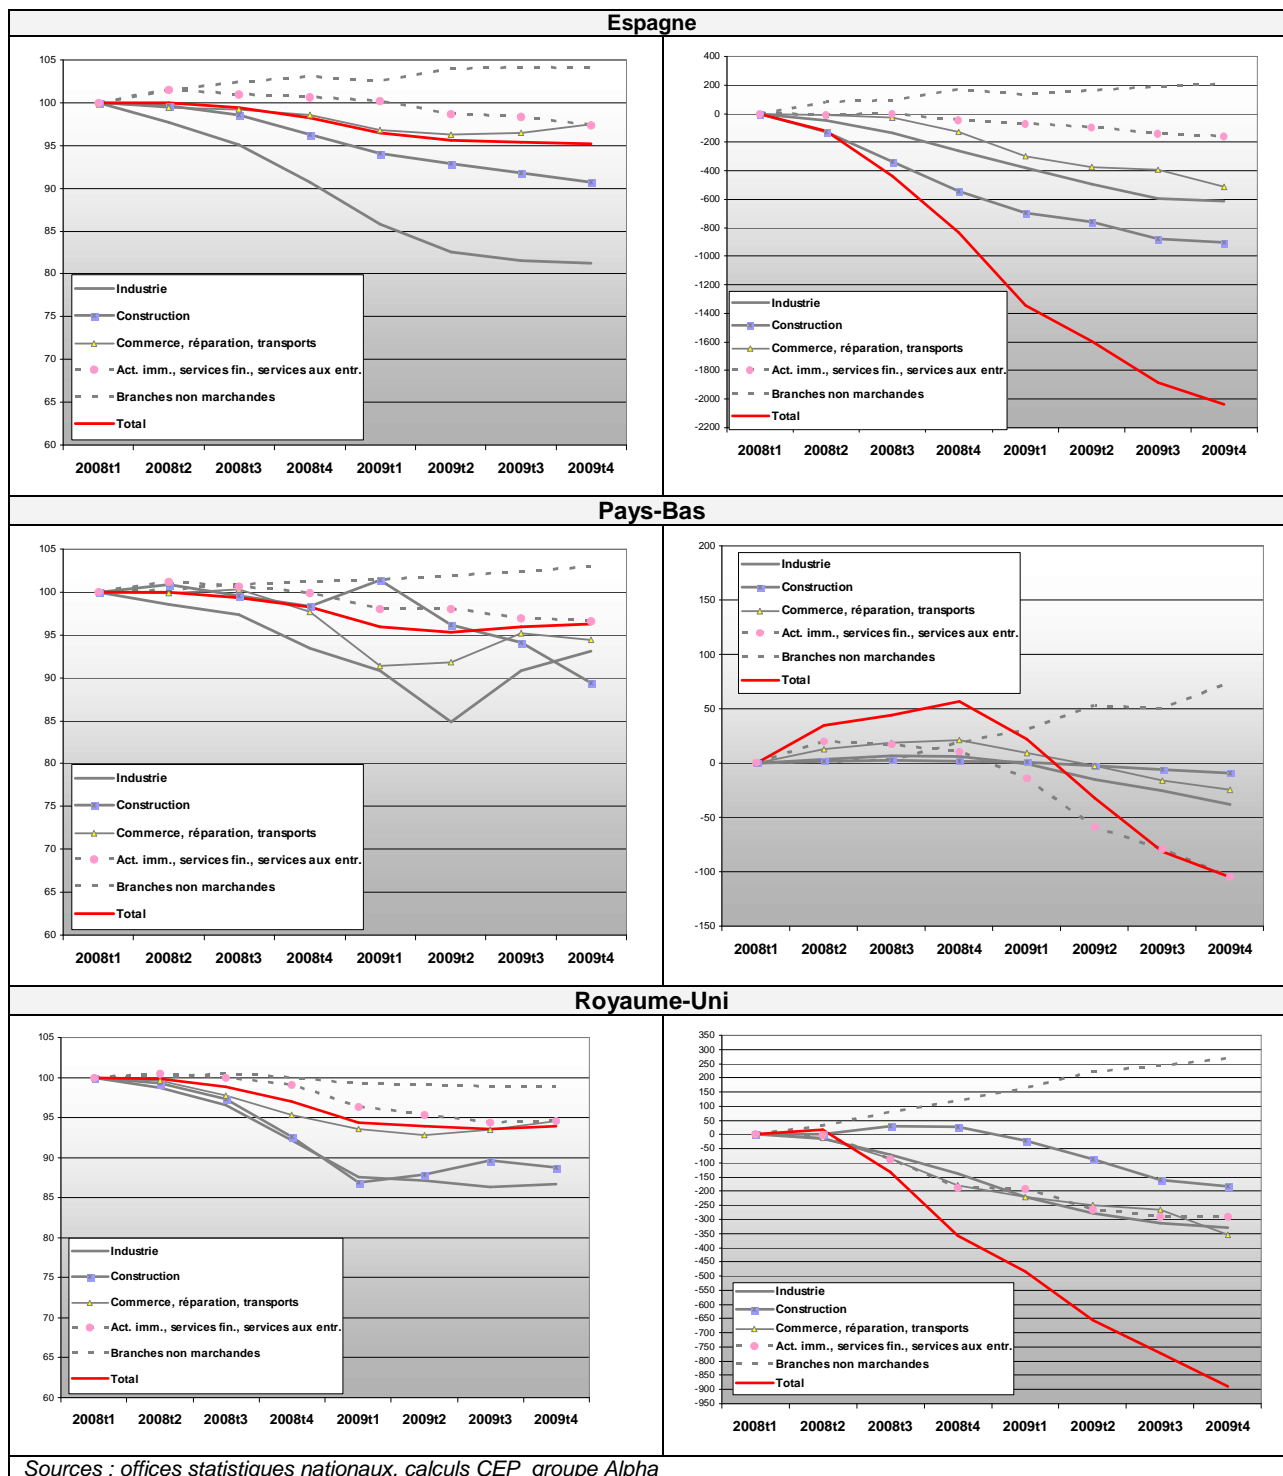 Espagne
105
100
95
90
85
80
75
70
65
60
Industrie
Construction
Commerce, réparation, transports
Act. imm., services fin., services aux entr.
Branches non marchandes
Total
2008t1 2008t2 2008t3 2008t4 2009t1 2009t2 2009t3 2009t4
400
200
0
-200
-400
-600
-800
-1000
-1200
-1400
-1600
-1800
-2000
-2200
Industrie
Construction
Commerce, réparation, transports
Act. imm., services fin., services aux entr.
Branches non marchandes
Total
2008t1 2008t2 2008t3 2008t4 2009t1 2009t2 2009t3 2009t4
Pays-Bas
105
100
95
90
85
80
75
70
65
60
Industrie
Construction
Commerce, réparation, transports
Act. imm., services fin., services aux entr.
Branches non marchandes
Total
2008t1 2008t2 2008t3 2008t4 2009t1 2009t2 2009t3 2009t4
200
150
100
50
0
-50
-100
-150
Industrie
Construction
Commerce, réparation, transports
Act. imm., services fin., services aux entr.
Branches non marchandes
Total
2008t1 2008t2 2008t3 2008t4 2009t1 2009t2 2009t3 2009t4
Royaume-Uni
105
100
95
90
85
80
75
70
65
60
Industrie
Construction
Commerce, réparation, transports
Act. imm., services fin., services aux entr.
Branches non marchandes
Total
2008t1 2008t2 2008t3 2008t4 2009t1 2009t2 2009t3 2009t4
350
300
250
200
150
100
50
0
-50
-100
-150
-200
-250
-300
-350
-400
-450
-500
-550
-600
-650
-700
-750
-800
-850
-900
-950
Industrie
Construction
Commerce, réparation, transports
Act. imm., services fin., services aux entr.
Branches non marchandes
Total
2008t1 2008t2 2008t3 2008t4 2009t1 2009t2 2009t3 2009t4
Sources : offices statistiques nationaux, calculs CEP groupe Alpha